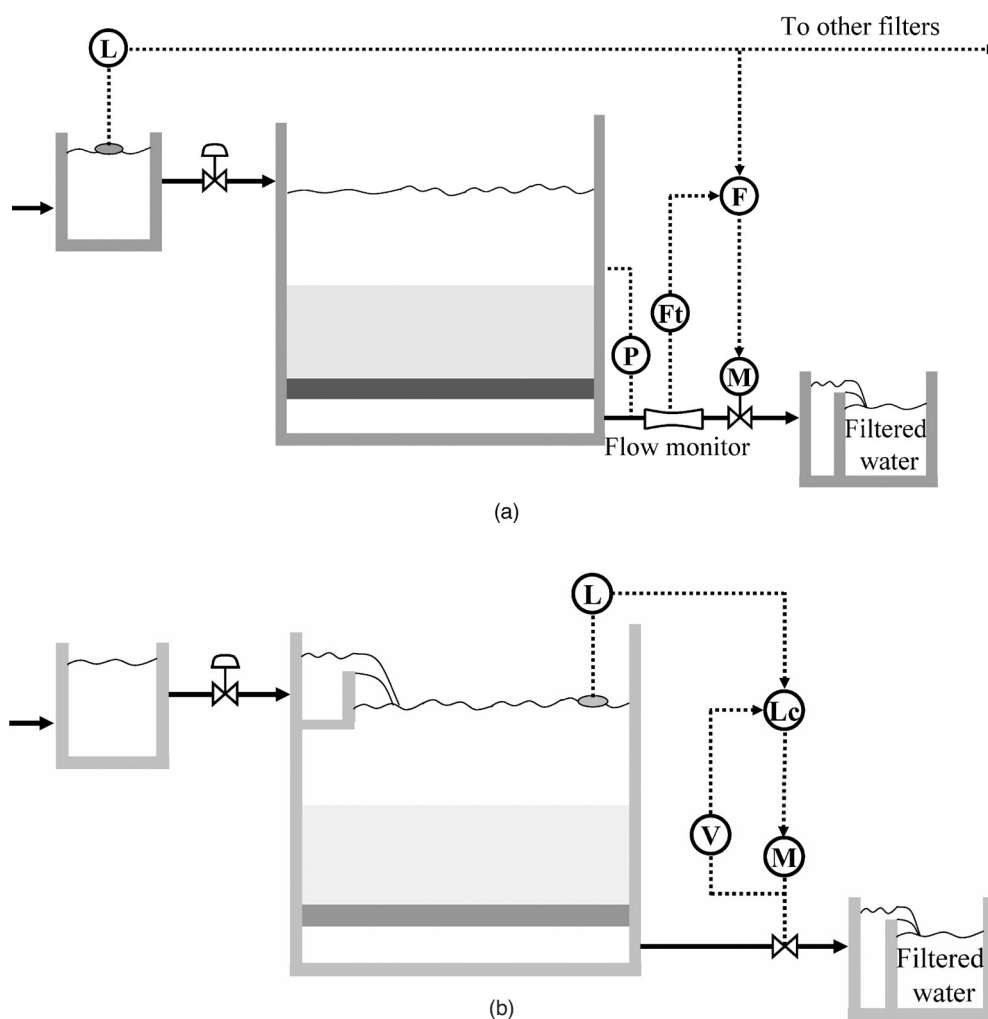 L
To other filters
F
Ft
P
M
Flow monitor
Filtered
water
(a)
L
Lc
V
M
Filtered
water
(b)